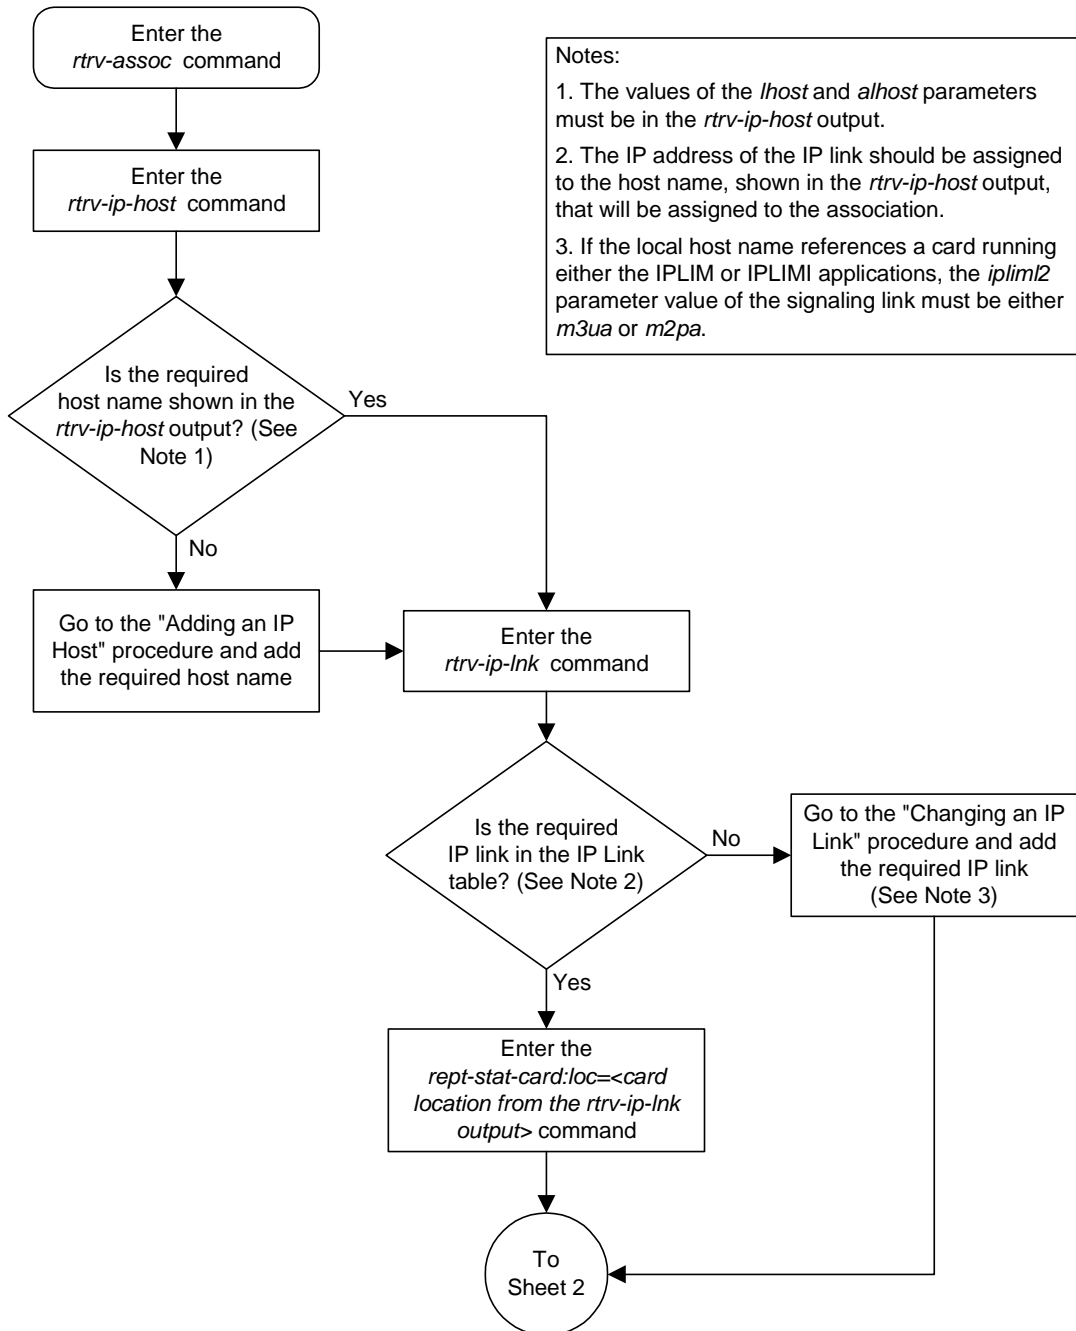 Enter the
rtrv-assoc command
Notes:
1. The values of the lhost and alhost parameters
must be in the rtrv-ip-host output.
2. The IP address of the IP link should be assigned
to the host name, shown in the rtrv-ip-host output,
that will be assigned to the association.
3. If the local host name references a card running
either the IPLIM or IPLIMI applications, the ipliml2
parameter value of the signaling link must be either
m3ua or m2pa.
Enter the
rtrv-ip-host command
Is the required
host name shown in the
rtrv-ip-host output? (See
Note 1)
Yes
No
Go to the "Adding an IP
Host" procedure and add
the required host name
Enter the
rtrv-ip-lnk command
Is the required
IP link in the IP Link
table? (See Note 2)
No
Go to the "Changing an IP
Link" procedure and add
the required IP link
(See Note 3)
Yes
Enter the
rept-stat-card:loc=<card
location from the rtrv-ip-lnk
output> command
To
Sheet 2